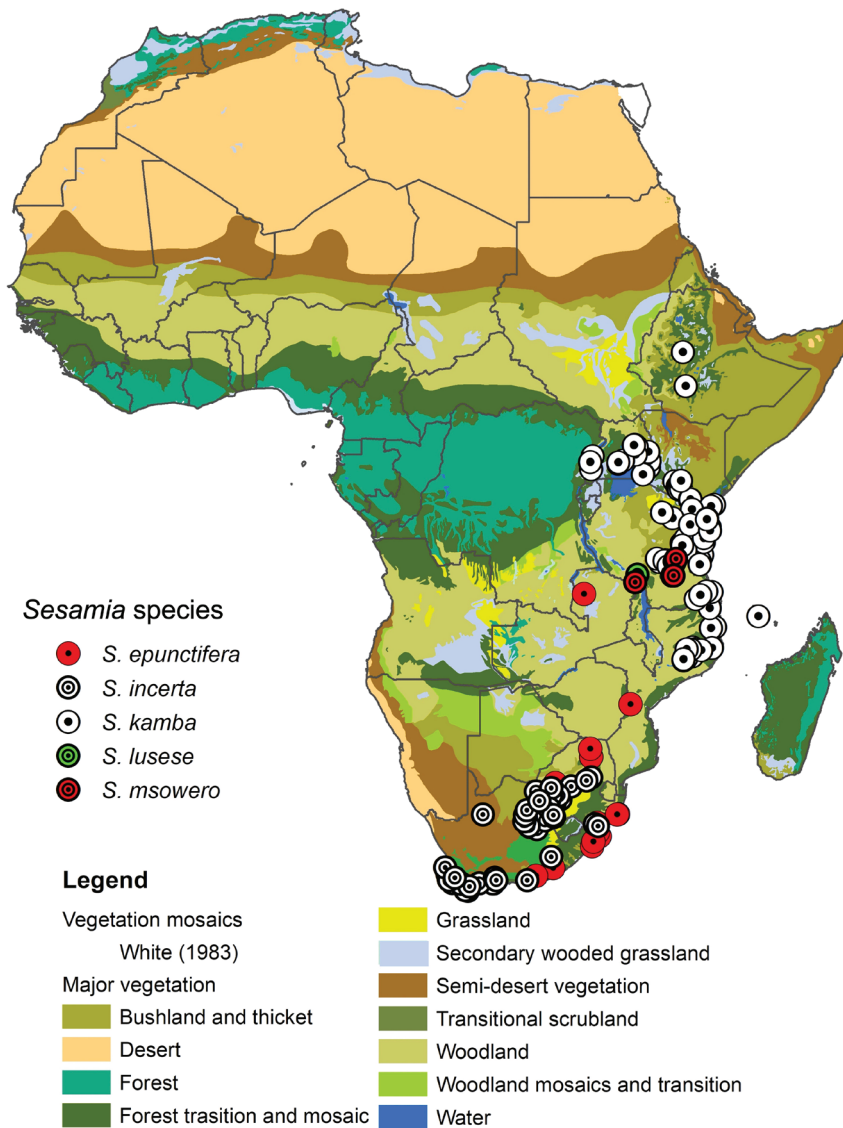 Sesamia species
S. epunctifera
S. incerta
S. kamba
S. lusese
S. msowero
Legend
Vegetation mosaics
White (1983)
Major vegetation
Bushland and thicket
Desert
Forest
Forest trasition and mosaic
Grassland
Secondary wooded grassland
Semi-desert vegetation
Transitional scrubland
Woodland
Woodland mosaics and transition
Water